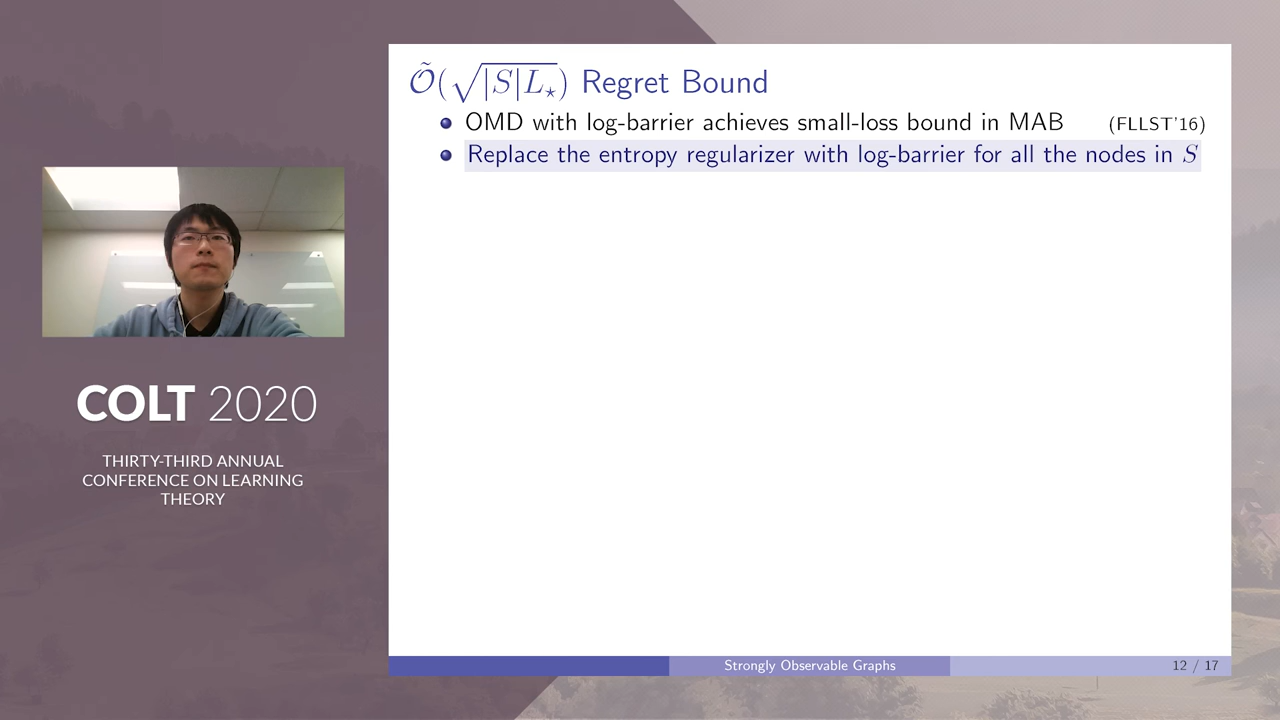 Õ(√|S|L⋆) Regret Bound
OMD with log-barrier achieves small-loss bound in MAB (FLLST'16)
Replace the entropy regularizer with log-barrier for all the nodes in S
COLT 2020
THIRTY-THIRD ANNUAL
CONFERENCE ON LEARNING
THEORY
Strongly Observable Graphs
12 / 17